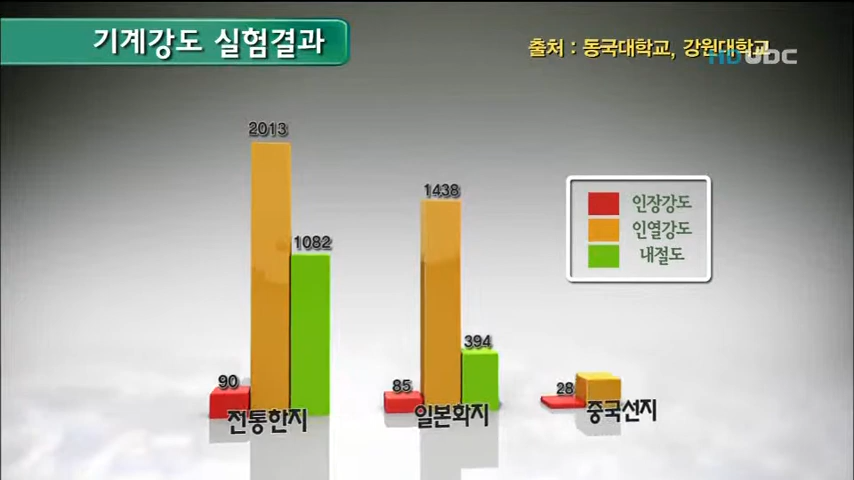 기계강도 실험결과
출처 : 동국대학교, 강원대학교
HD UBC
2013
1438
인장강도
인열강도
내절도
1082
394
90
85
28
전통한지
일본화지
중국선지